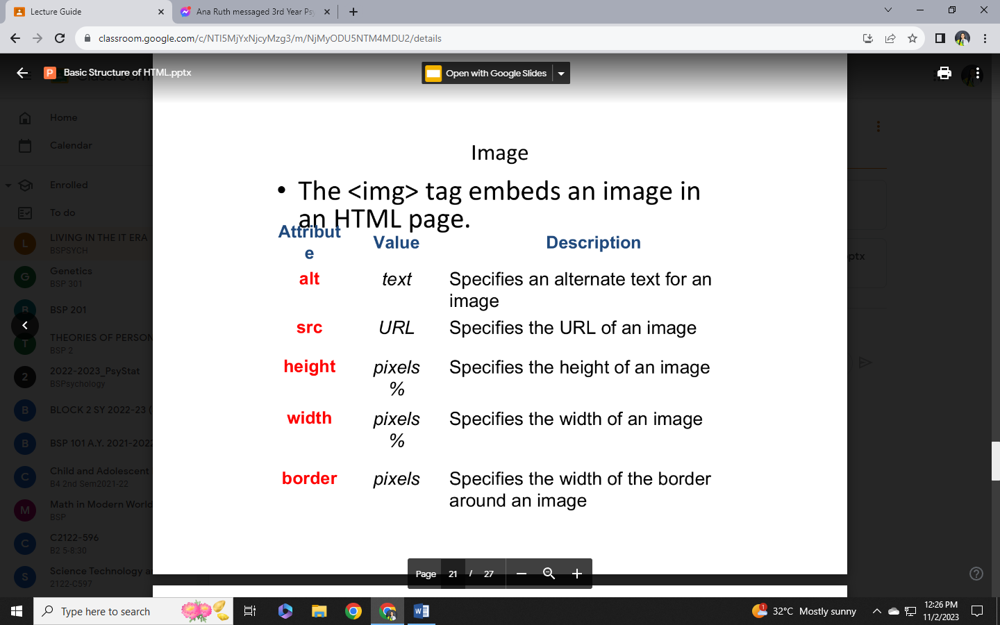 Lecture Guide
Ana Ruth messaged 3rd Year Psy
classroom.google.com/c/NTI5MjYxNjcyMzg3/m/NjMyODU5NTM4MDU2/details
P
Basic Structure of HTML.pptx
Open with Google Slides
Home
Calendar
Enrolled
To do
L
LIVING IN THE IT ERA
BSPSYCH
G
Genetics
BSP 301
B
BSP 201
T
THEORIES OF PERSON
BSP 2
2
2022-2023_PsyStat
BSPsychology
B
BLOCK 2 SY 2022-23 (
B
BSP 101 A.Y. 2021-2022
C
Child and Adolescent
B4 2nd Sem2021-22
M
Math in Modern World
BSP
C
C2122-596
B2 5-8:30
S
Science Technology a
2122-C597
Image
• The <img> tag embeds an image in
an HTML page.
Attribut
e
Value
Description
alt
text
Specifies an alternate text for an
image
src
URL
Specifies the URL of an image
height
pixels
%
Specifies the height of an image
width
pixels
%
Specifies the width of an image
border
pixels
Specifies the width of the border
around an image
ptx
Page 21 / 27
Type here to search
1
32°C Mostly sunny
12:26 PM
11/2/2023